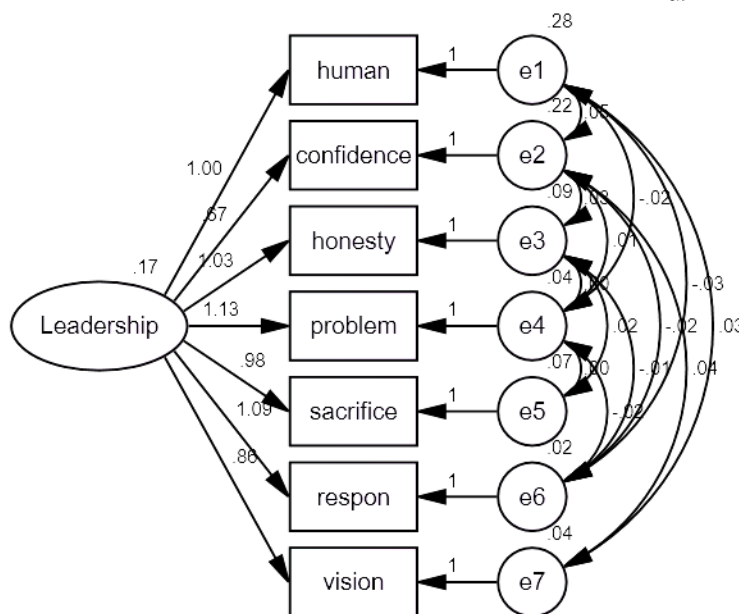 .28
human
1
e1
.22
.05
confidence
1
e2
1.00
.09
.03
-.02
.67
honesty
1
e3
.01
.17
1.03
.04
-.03
Leadership
1.13
problem
1
e4
.02
-.02
.03
.98
.07
.00
-.01
.04
sacrifice
1
e5
1.09
-.02
.02
.86
respon
1
e6
.04
vision
1
e7